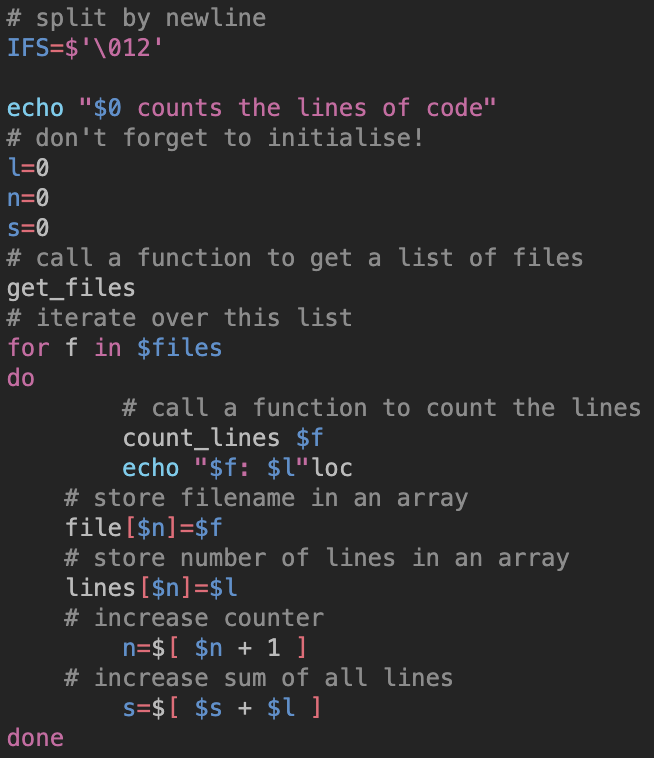 # split by newline
IFS=$'\012'

echo "$0 counts the lines of code"
# don't forget to initialise!
l=0
n=0
s=0
# call a function to get a list of files
get_files
# iterate over this list
for f in $files
do
        # call a function to count the lines
        count_lines $f
        echo "$f: $l"loc
    # store filename in an array
    file[$n]=$f
    # store number of lines in an array
    lines[$n]=$l
    # increase counter
        n=$[ $n + 1 ]
    # increase sum of all lines
        s=$[ $s + $l ]
done